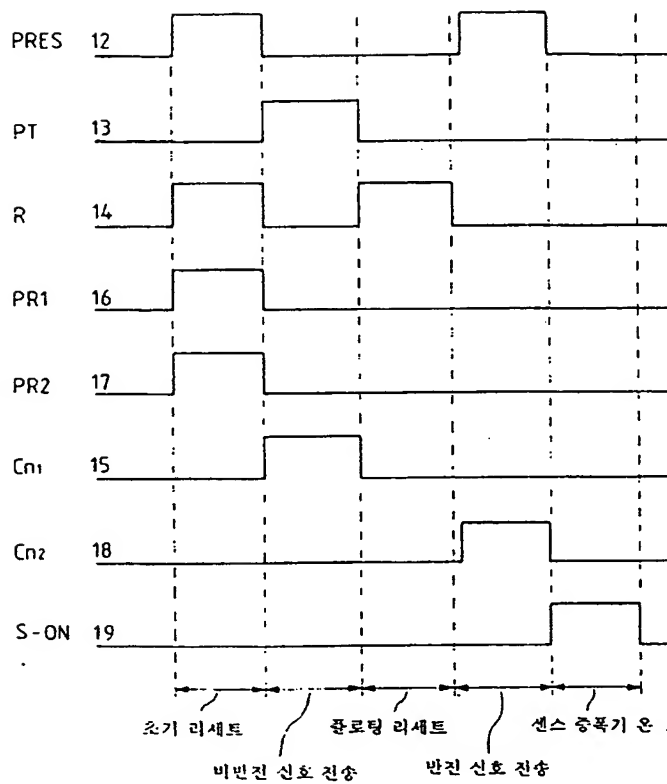 PRES 12
PT 13
R 14
PR1 16
PR2 17
Cn1 15
Cn2 18
S-ON 19
초기 리세트
플로팅 리세트
센스 증폭기 온
비반전 신호 전송
반전 신호 전송